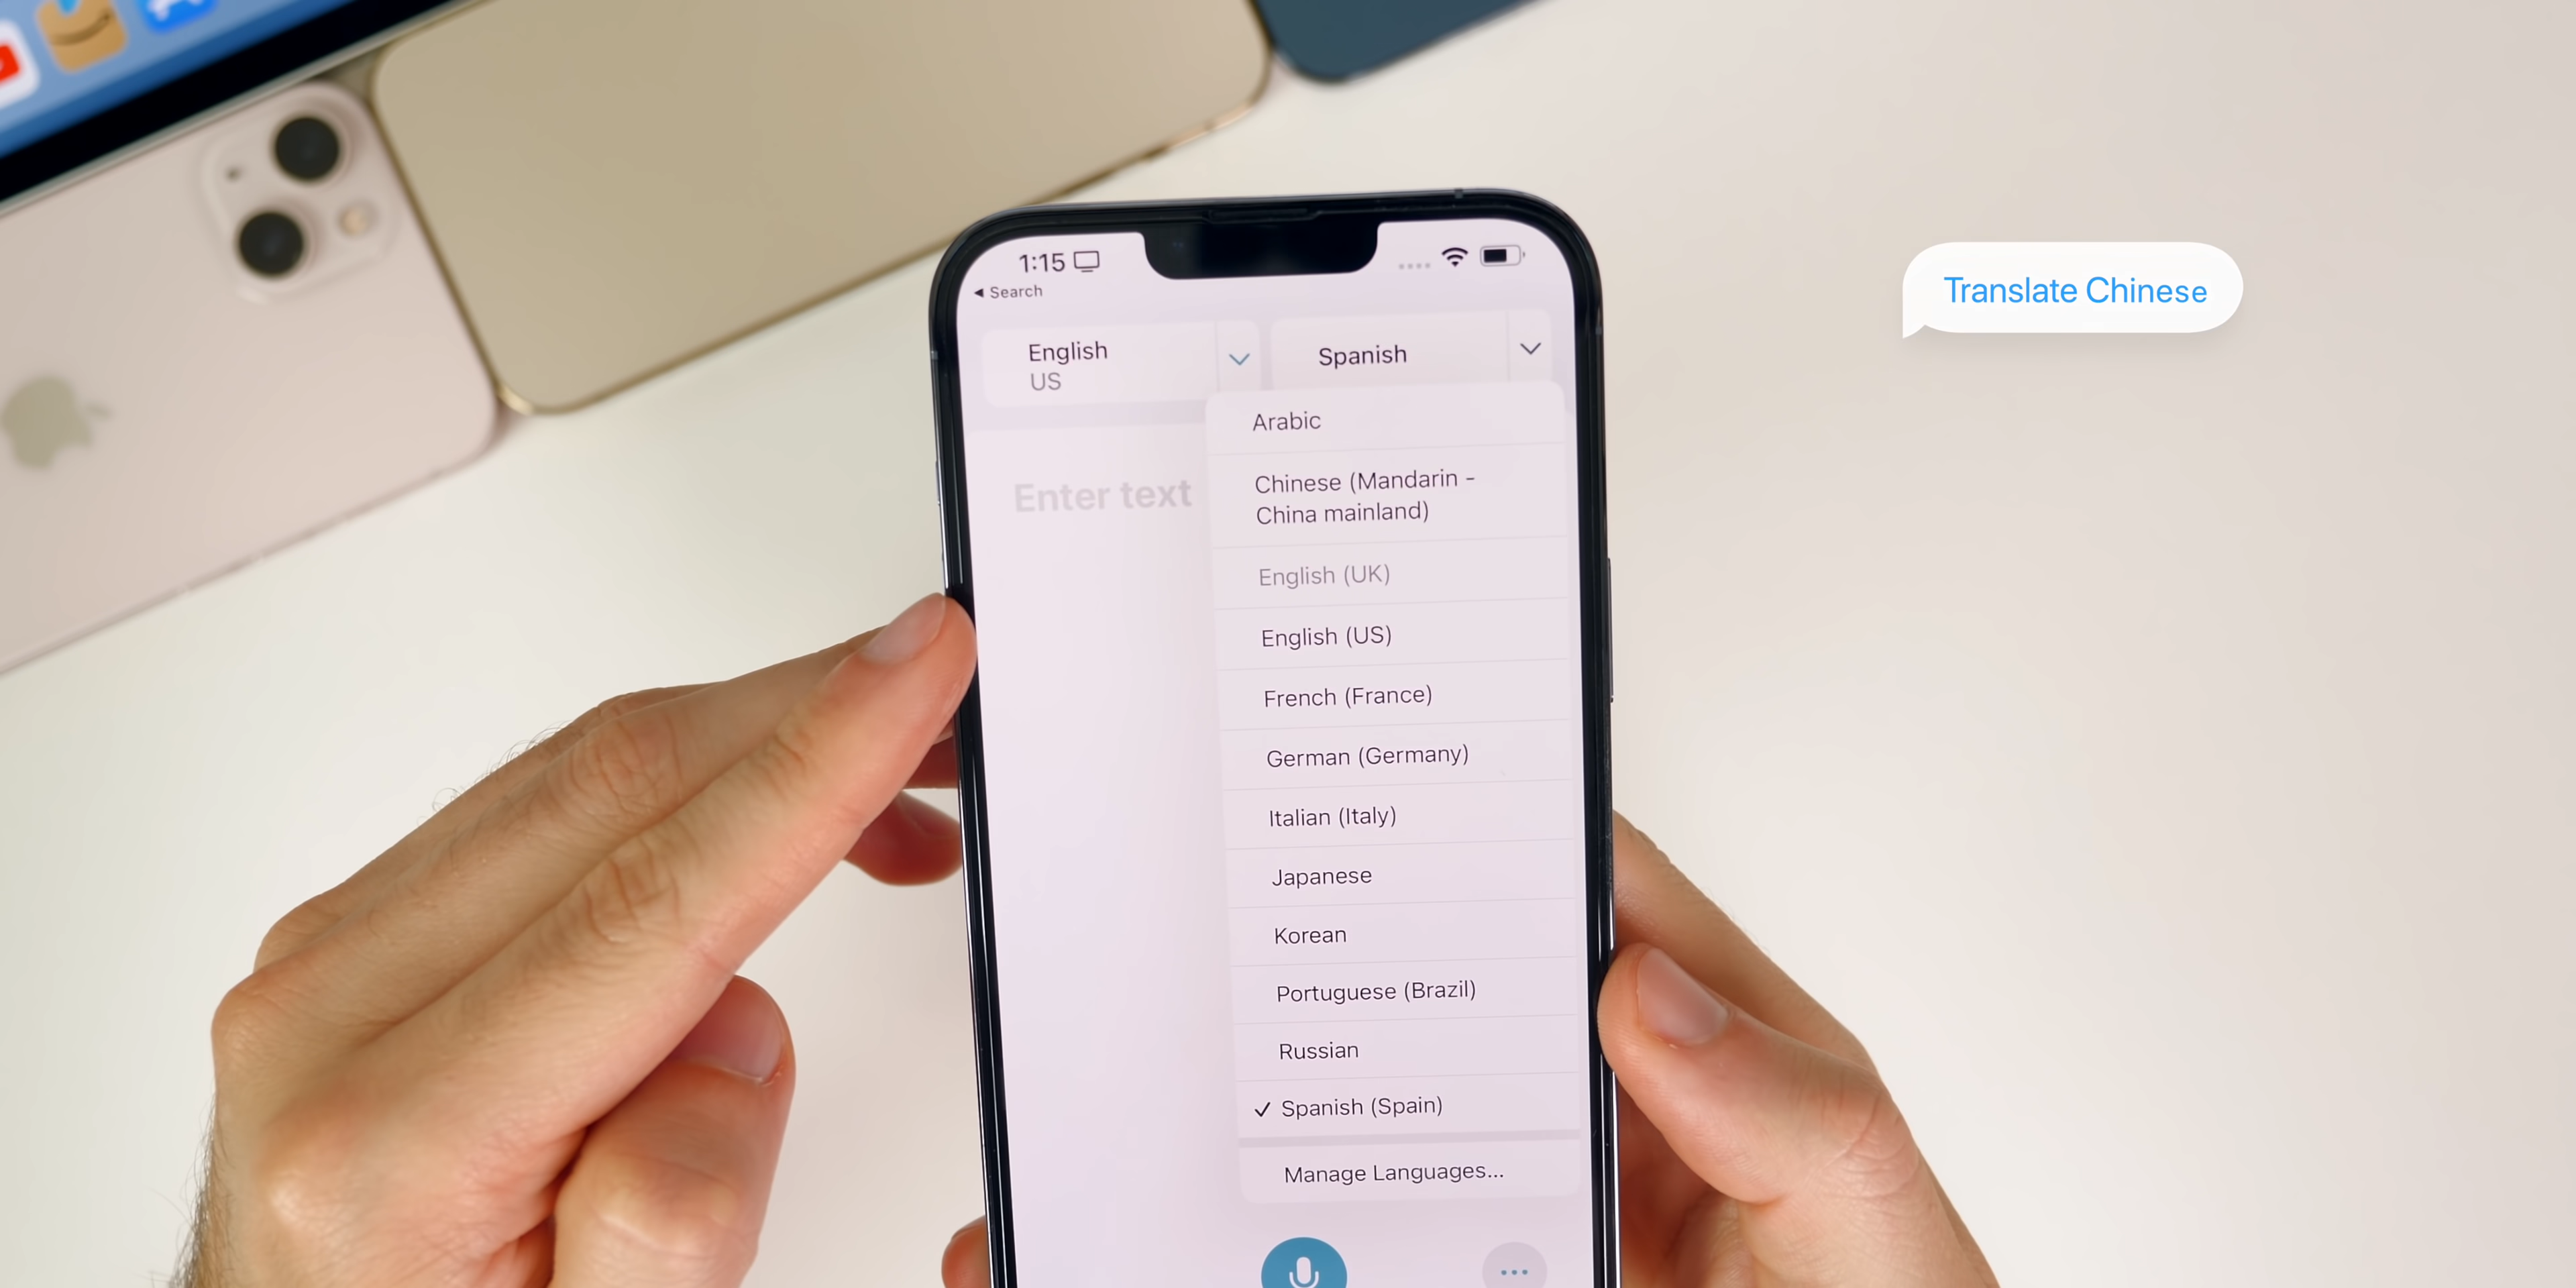 1:15
◀ Search
English
US
Spanish
Translate Chinese
Enter text
Arabic
Chinese (Mandarin -
China mainland)
English (UK)
English (US)
French (France)
German (Germany)
Italian (Italy)
Japanese
Korean
Portuguese (Brazil)
Russian
✓ Spanish (Spain)
Manage Languages...